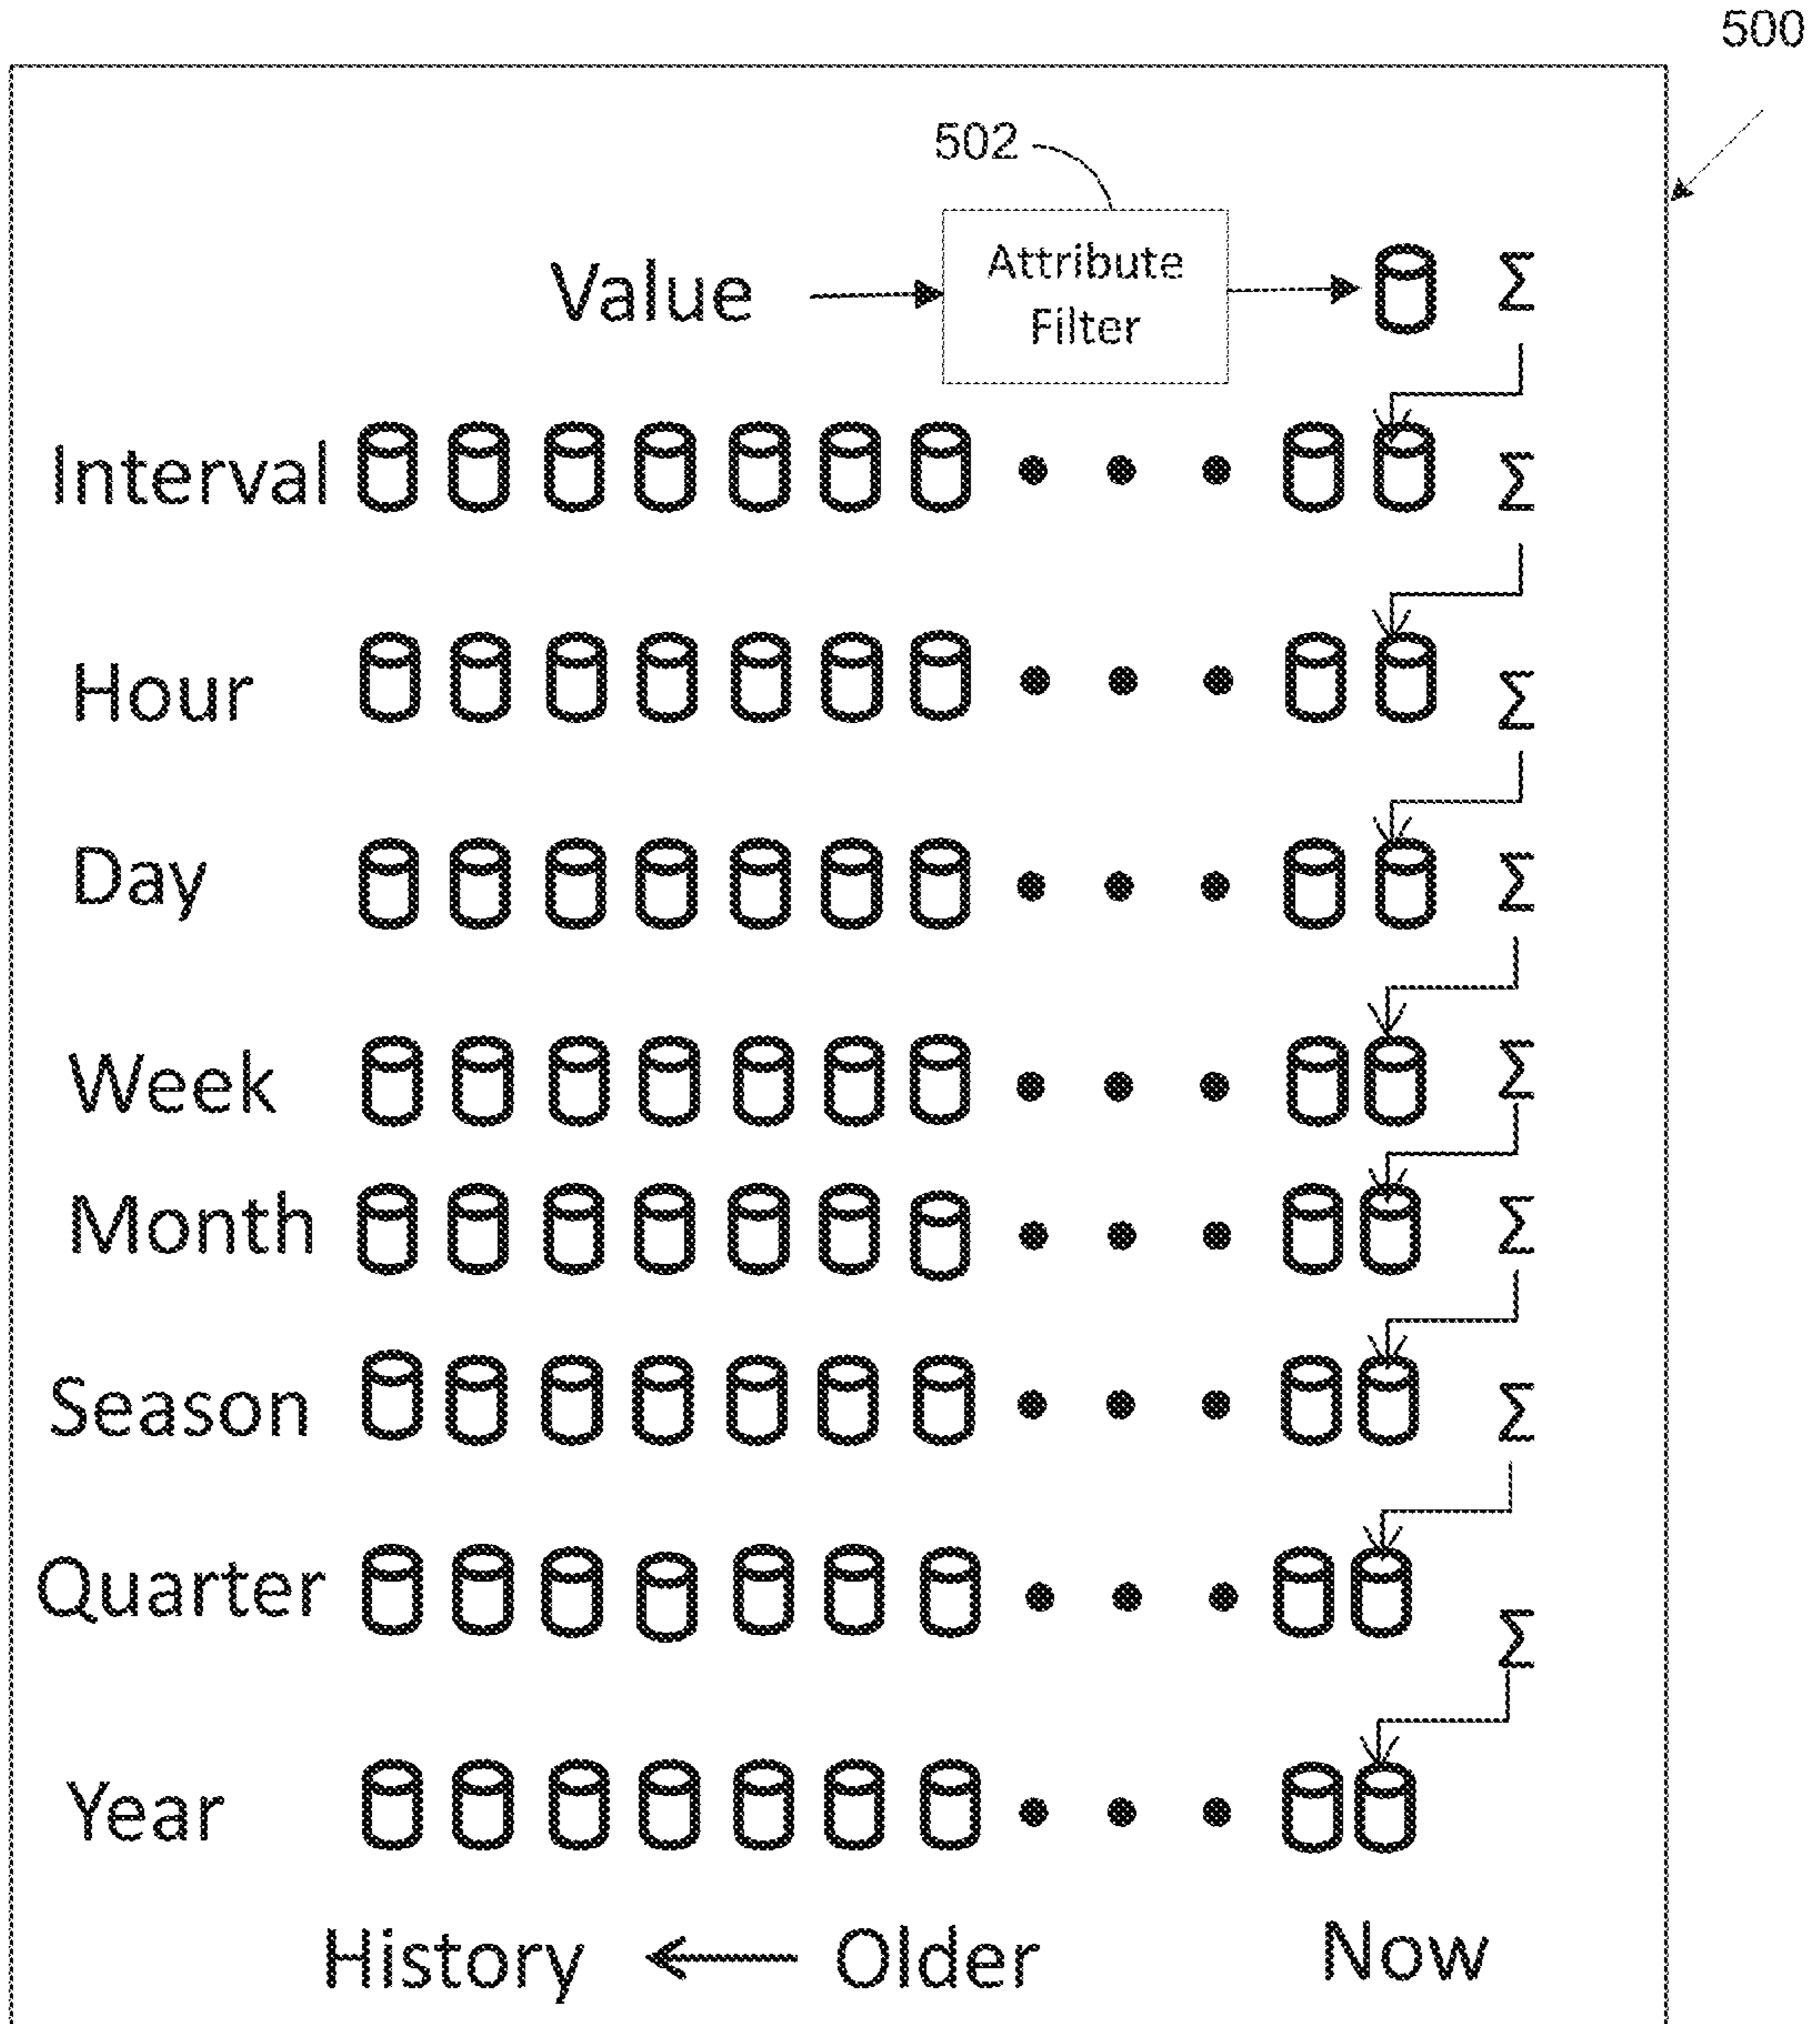 500
502
Value
Attribute
Filter
Σ
Interval
Σ
Hour
Σ
Day
Σ
Week
Σ
Month
Σ
Season
Σ
Quarter
Σ
Year
History
Older
Now